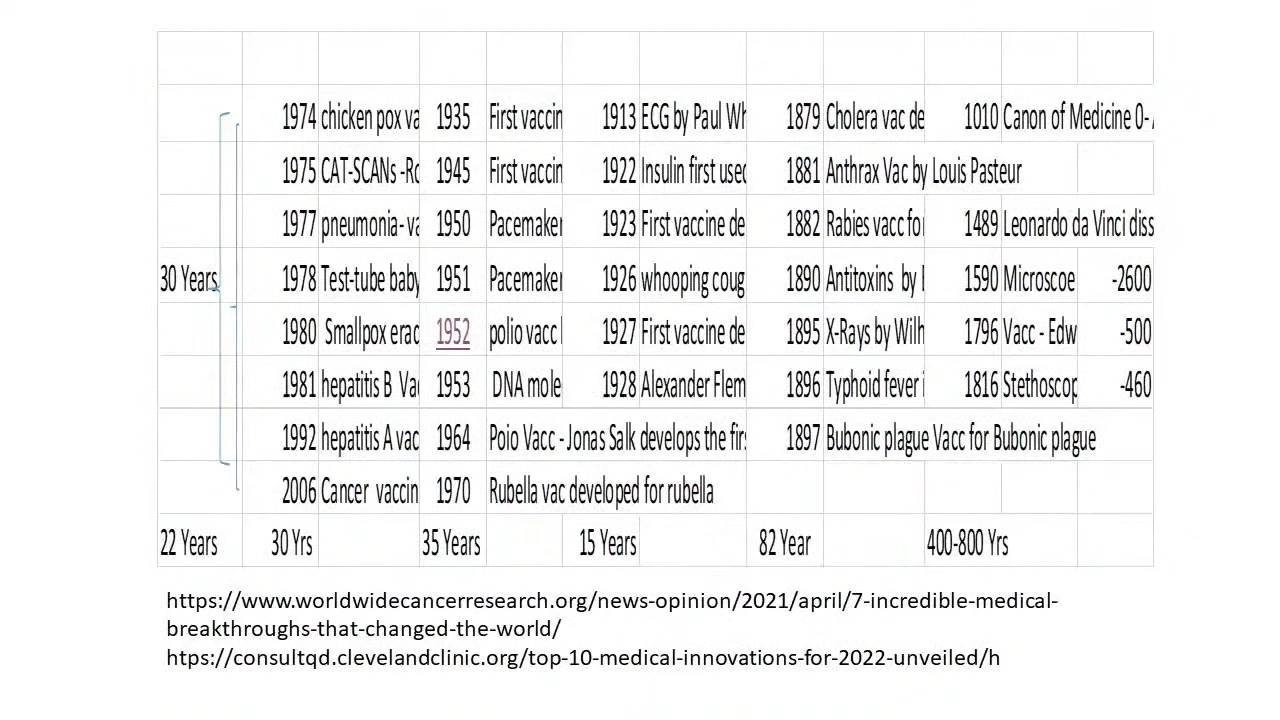 1974 chicken pox va 1935 First vaccin 1913 ECG by Paul Wh 1879 Cholera vac de 1010 Canon of Medicine 0-
1975 CAT-SCANs -Ro 1945 First vaccin 1922 Insulin first used 1881 Anthrax Vac by Louis Pasteur
1977 pneumonia- va 1950 Pacemaker 1923 First vaccine de 1882 Rabies vacc fo 1489 Leonardo da Vinci diss
30 Years 1978 Test-tube baby 1951 Pacemaker 1926 whooping coug 1890 Antitoxins by 1590 Microscoe -2600
1980 Smallpox erad 1952 polio vacc 1927 First vaccine de 1895 X-Rays by Wilh 1796 Vacc - Edw -500
1981 hepatitis B Va 1953 DNA mole 1928 Alexander Flem 1896 Typhoid fever 1816 Stethoscop -460
1992 hepatitis A vac 1964 Poio Vacc - Jonas Salk develops the firs 1897 Bubonic plague Vacc for Bubonic plague
2006 Cancer vaccin 1970 Rubella vac developed for rubella
22 Years 30 Yrs 35 Years 15 Years 82 Year 400-800 Yrs
https://www.worldwidecancerresearch.org/news-opinion/2021/april/7-incredible-medical-
breakthroughs-that-changed-the-world/
htps://consultqd.clevelandclinic.org/top-10-medical-innovations-for-2022-unveiled/h